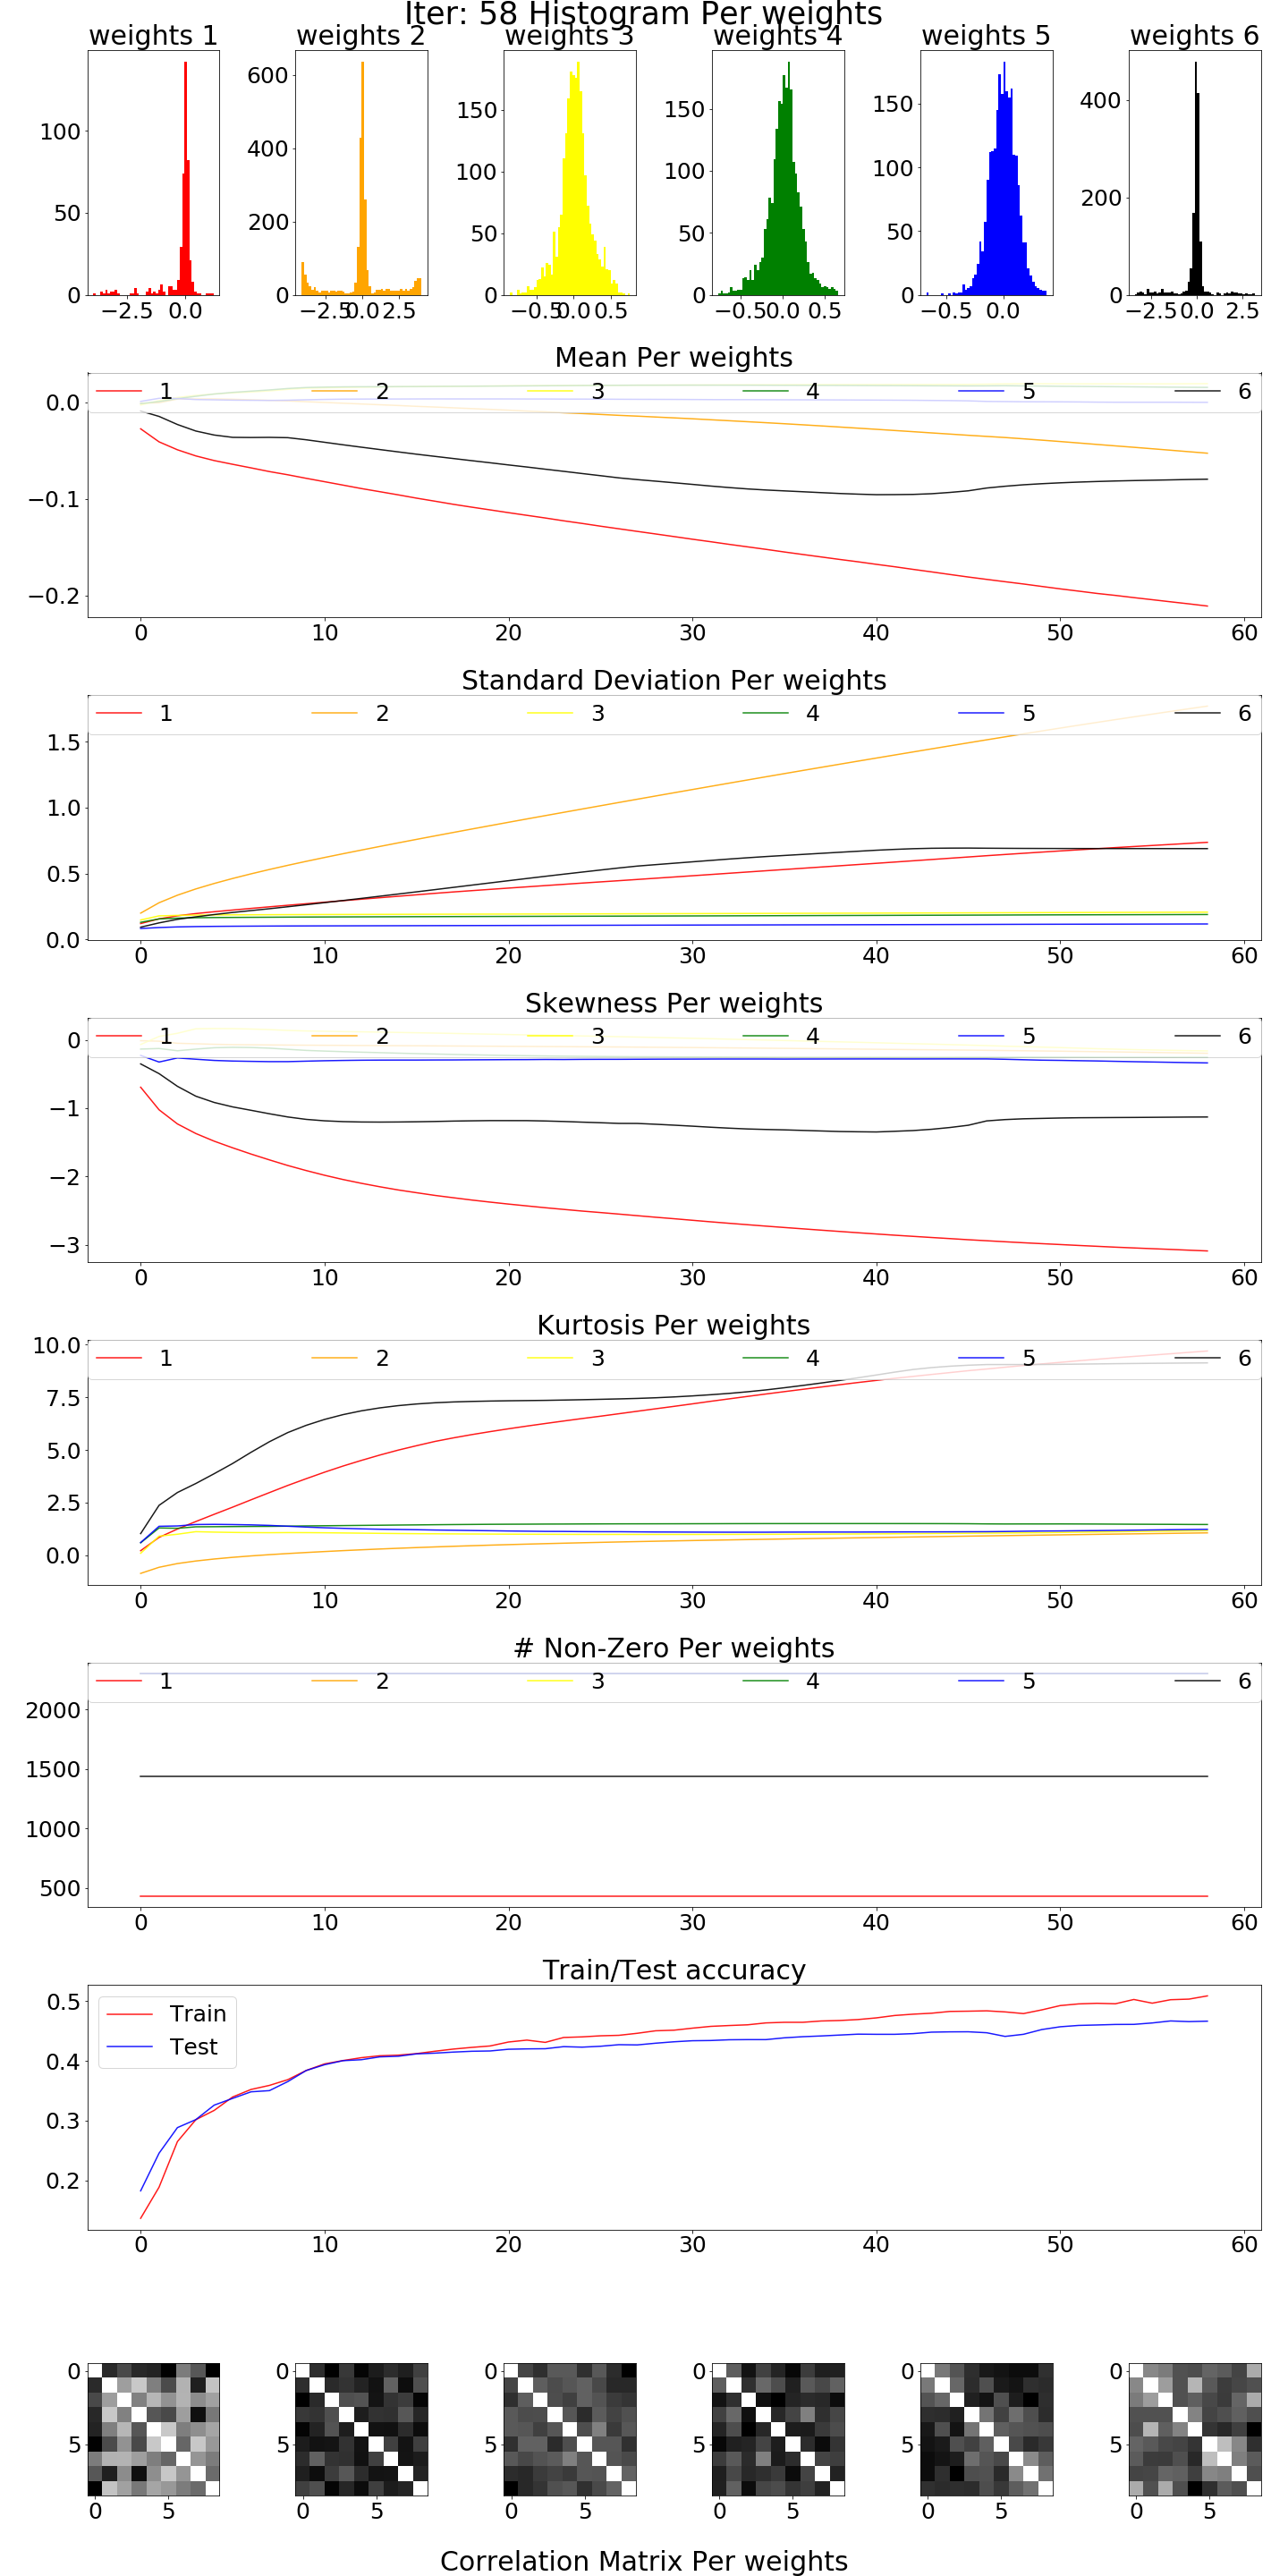 Iter: 58 Histogram Per weights
weights 1 weights 2 weights 3 weights 4 weights 5 weights 6
100
50
0
−2.5 0.0
600
400
200
0
−2.5 0.0 2.5
150
100
50
0
−0.5 0.0 0.5
150
100
50
0
−0.5 0.0 0.5
150
100
50
0
−0.5 0.0
400
200
0
−2.5 0.0 2.5
Mean Per weights
1 2 3 4 5 6
0.0
−0.1
−0.2
0 10 20 30 40 50 60
Standard Deviation Per weights
1 2 3 4 5 6
1.5
1.0
0.5
0.0
0 10 20 30 40 50 60
Skewness Per weights
1 2 3 4 5 6
0
−1
−2
−3
0 10 20 30 40 50 60
Kurtosis Per weights
1 2 3 4 5 6
10.0
7.5
5.0
2.5
0.0
0 10 20 30 40 50 60
# Non-Zero Per weights
1 2 3 4 5 6
2000
1500
1000
500
0 10 20 30 40 50 60
Train/Test accuracy
Train
Test
0.5
0.4
0.3
0.2
0 10 20 30 40 50 60
0 0 0 0 0 0
5 5 5 5 5 5
0 5 0 5 0 5 0 5 0 5 0 5
Correlation Matrix Per weights